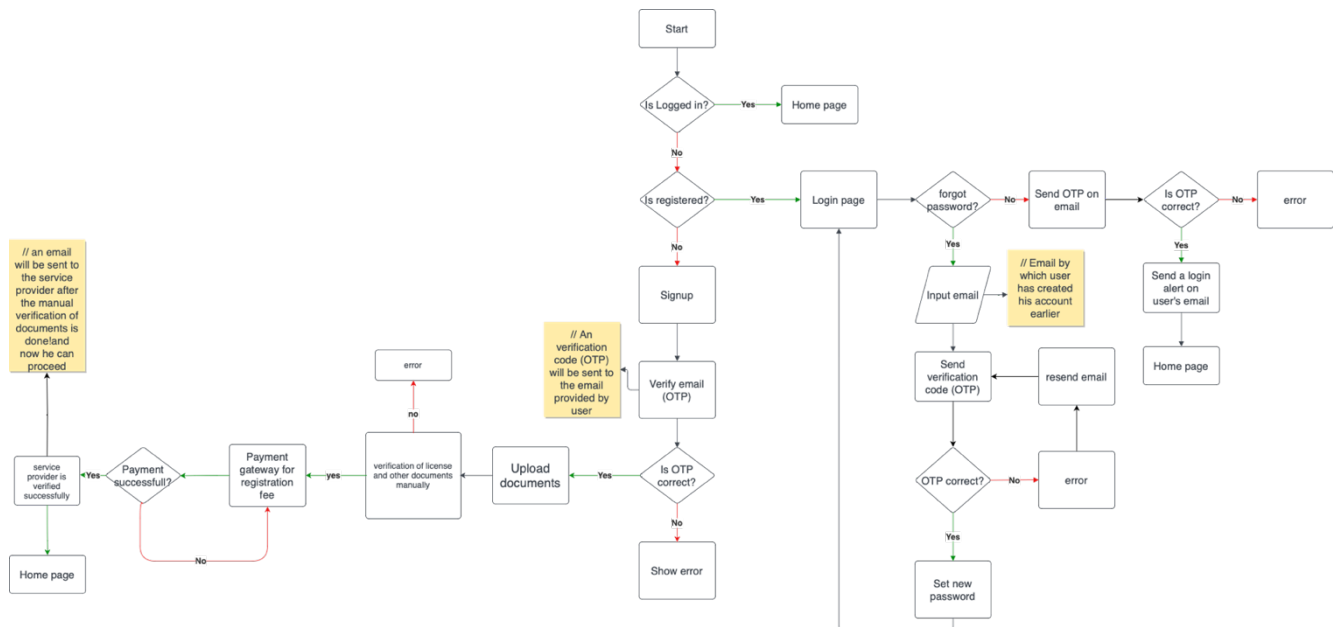 Start
Is Logged in?
Yes
Home page
No
Is registered?
Yes
Login page
forgot
password?
No
Send OTP on
email
Is OTP
correct?
No
error
Yes
Send a login
alert on
user's email
Home page
Yes
Input email
// Email by
which user
has created
his account
earlier
Send
verification
code (OTP)
resend email
OTP correct?
No
error
Yes
Set new
password
No
Signup
// An
verification
code (OTP)
will be sent to
the email
provided by
user
Verify email
(OTP)
Is OTP
correct?
No
Show error
Yes
Upload
documents
verification of license
and other documents
manually
no
error
yes
Payment
gateway for
registration
fee
Payment
successfull?
No
Yes
service
provider is
verified
successfully
// an email
will be sent to
the service
provider after
the manual
verification of
documents is
done!and
now he can
proceed
Home page